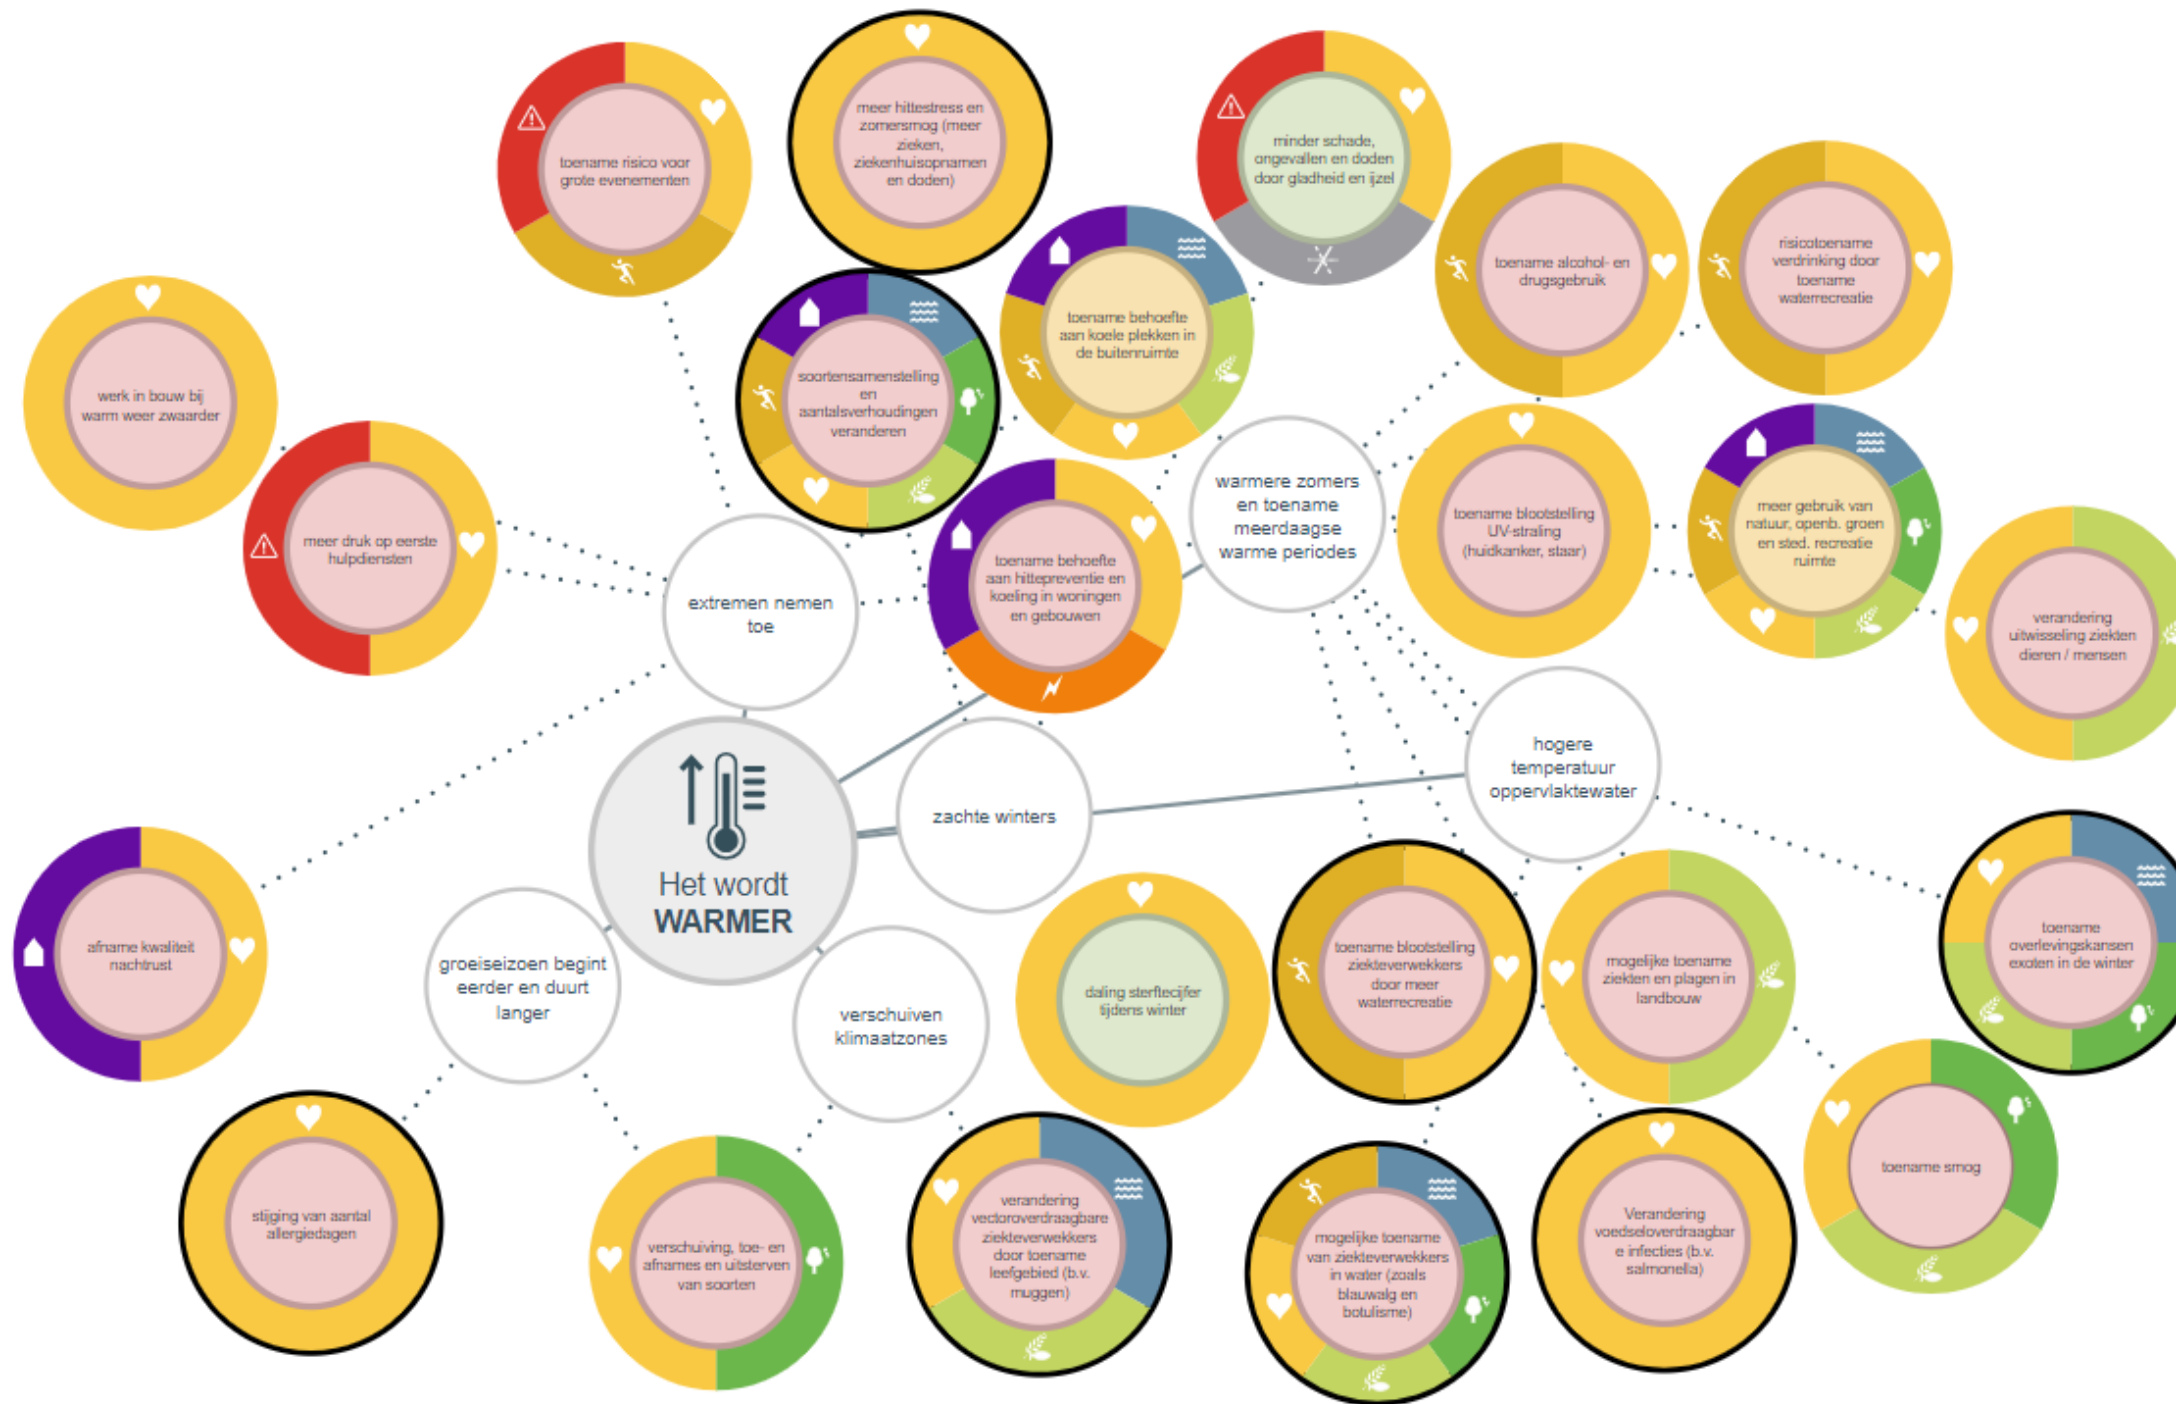 meer hittestress en
zomersmog (meer
zieken,
ziekenhuisopnamen
en doden)
toename risico voor
grote evenementen
minder schade,
ongevallen en doden
door gladheid en ijzel
toename alcohol- en
drugsgebruik
risicotoename
verdrinking door
toename
waterrecreatie
toename behoefte
aan koele plekken in
de buitenruimte
werk in bouw bij
warm weer zwaarder
soortensamenstelling
en
aantalsverhoudingen
veranderen
meer druk op eerste
hulpdiensten
warmere zomers
en toename
meerdaagse
warme periodes
toename blootstelling
UV-straling
(huidkanker, staar)
meer gebruik van
natuur, openb. groen
en sted. recreatie
ruimte
toename behoefte
aan hittepreventie en
koeling in woningen
en gebouwen
extremen nemen
toe
verandering
uitwisseling ziekten
dieren / mensen
hogere
temperatuur
oppervlaktewater
zachte winters
Het wordt
WARMER
afname kwaliteit
nachtrust
groeiseizoen begint
eerder en duurt
langer
verschuiven
klimaatzones
daling sterftecijfer
tijdens winter
toename blootstelling
ziekteverwekkers
door meer
waterrecreatie
mogelijke toename
ziekten en plagen in
landbouw
toename
overlevingskansen
exoten in de winter
stijging van aantal
allergiedagen
verschuiving, toe- en
afnames en uitsterven
van soorten
verandering
vectoroverdraagbare
ziekteverwekkers
door toename
leefgebied (b.v.
muggen)
mogelijke toename
van ziekteverwekkers
in water (zoals
blauwalg en
botulisme)
Verandering
voedseloverdraagbar
e infecties (b.v.
salmonella)
toename smog